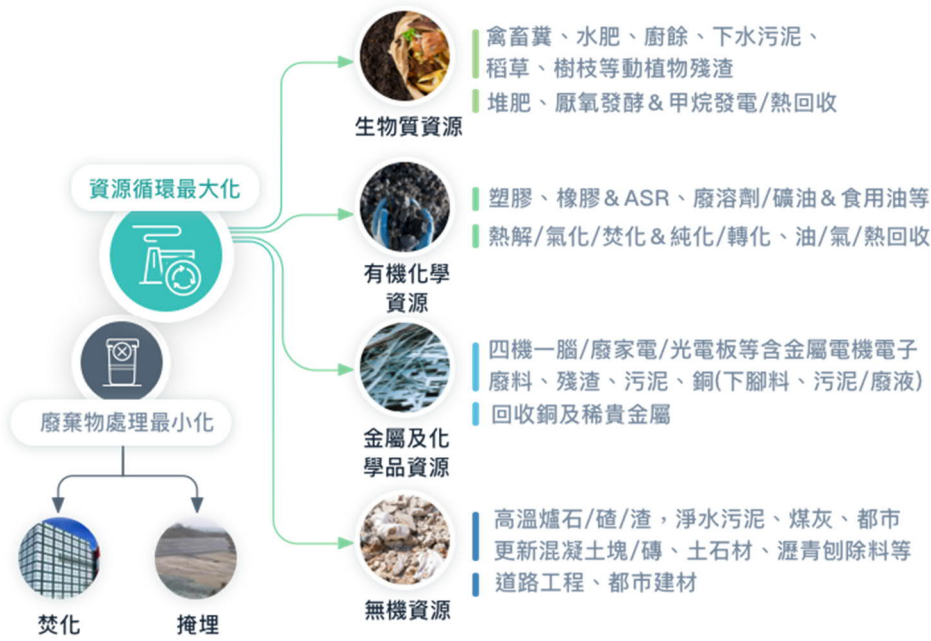 資源循環最大化
廢棄物處理最小化
焚化
掩埋
生物質資源
禽畜糞、水肥、廚餘、下水污泥、
稻草、樹枝等動植物殘渣
堆肥、厭氧發酵&甲烷發電/熱回收
有機化學
資源
塑膠、橡膠&ASR、廢溶劑/礦油&食用油等
熱解/氣化/焚化&純化/轉化、油/氣/熱回收
金屬及化
學品資源
四機一腦/廢家電/光電板等含金屬電機電子
廢料、殘渣、污泥、銅(下腳料、污泥/廢液)
回收銅及稀貴金屬
無機資源
高溫爐石/碴/渣，淨水污泥、煤灰、都市
更新混凝土塊/磚、土石材、瀝青刨除料等
道路工程、都市建材